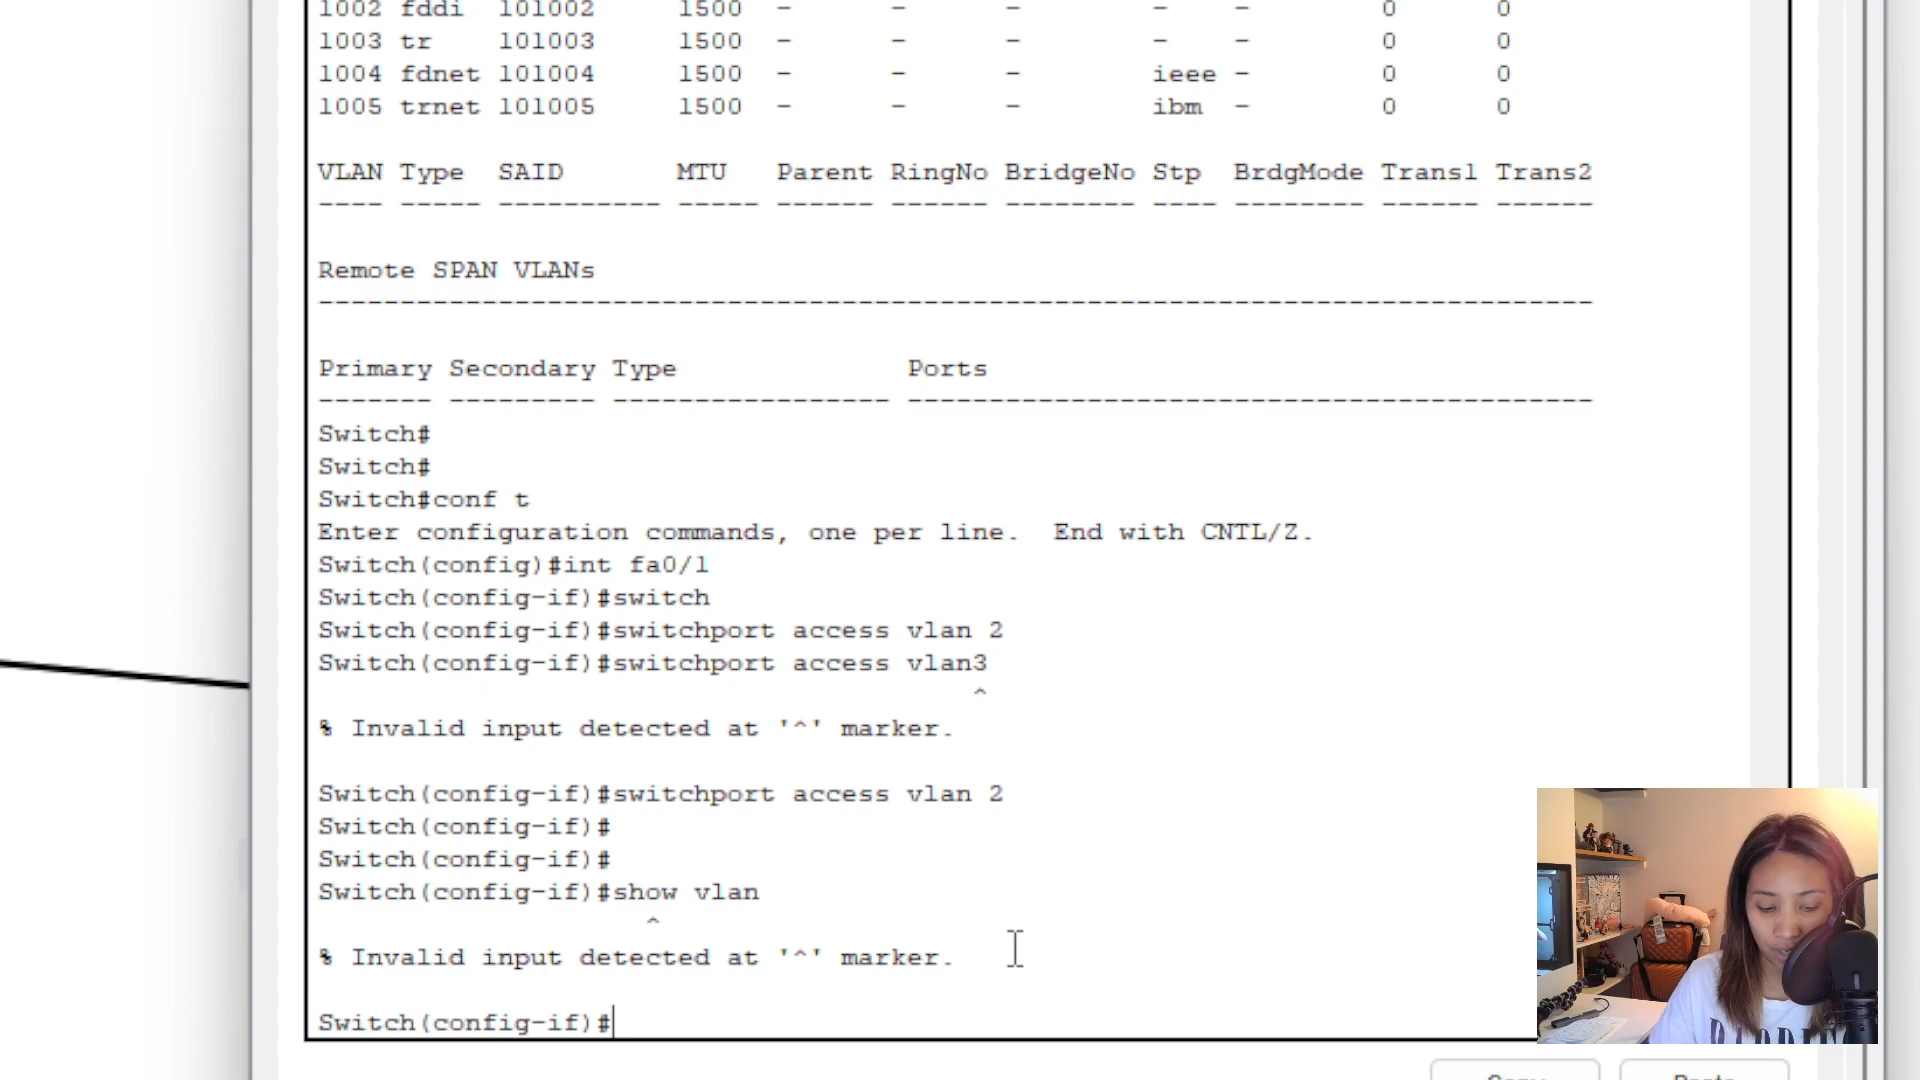 1002 fddi  101002     1500  -      -      -        -    -        0      0
1003 tr    101003     1500  -      -      -        -    -        0      0
1004 fdnet 101004     1500  -      -      -        ieee -        0      0
1005 trnet 101005     1500  -      -      -        ibm  -        0      0
VLAN Type  SAID       MTU   Parent RingNo BridgeNo Stp  BrdgMode Trans1 Trans2
---- ----- ---------- ----- ------ ------ -------- ---- -------- ------ ------
Remote SPAN VLANs
------------------------------------------------------------------------------
Primary Secondary Type              Ports
------- --------- ----------------- ------------------------------------------
Switch#
Switch#
Switch#conf t
Enter configuration commands, one per line.  End with CNTL/Z.
Switch(config)#int fa0/1
Switch(config-if)#switch
Switch(config-if)#switchport access vlan 2
Switch(config-if)#switchport access vlan3
^
% Invalid input detected at '^' marker.
Switch(config-if)#switchport access vlan 2
Switch(config-if)#
Switch(config-if)#
Switch(config-if)#show vlan
^
% Invalid input detected at '^' marker.
Switch(config-if)#